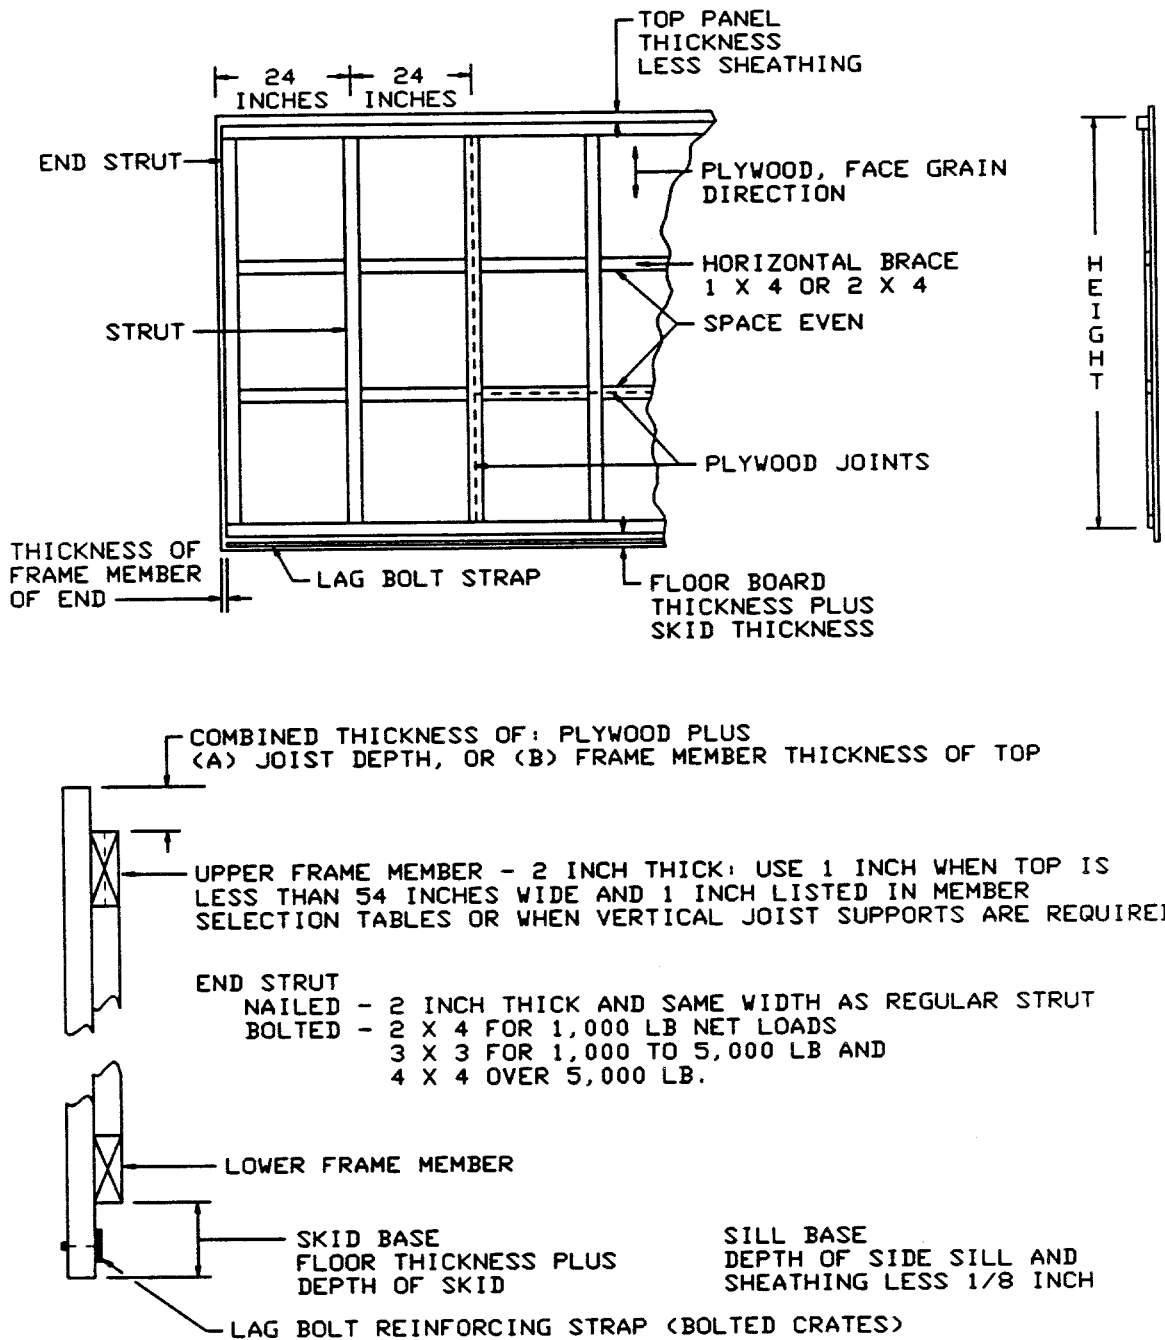 TOP PANEL
THICKNESS
LESS SHEATHING
24
INCHES
24
INCHES
END STRUT
PLYWOOD, FACE GRAIN
DIRECTION
HORIZONTAL BRACE
1 X 4 OR 2 X 4
SPACE EVEN
STRUT
HEIGHT
PLYWOOD JOINTS
THICKNESS OF
FRAME MEMBER
OF END
LAG BOLT STRAP
FLOOR BOARD
THICKNESS PLUS
SKID THICKNESS
COMBINED THICKNESS OF: PLYWOOD PLUS
(A) JOIST DEPTH, OR (B) FRAME MEMBER THICKNESS OF TOP
UPPER FRAME MEMBER - 2 INCH THICK: USE 1 INCH WHEN TOP IS
LESS THAN 54 INCHES WIDE AND 1 INCH LISTED IN MEMBER
SELECTION TABLES OR WHEN VERTICAL JOIST SUPPORTS ARE REQUIRED
END STRUT
NAILED - 2 INCH THICK AND SAME WIDTH AS REGULAR STRUT
BOLTED - 2 X 4 FOR 1,000 LB NET LOADS
3 X 3 FOR 1,000 TO 5,000 LB AND
4 X 4 OVER 5,000 LB.
LOWER FRAME MEMBER
SKID BASE
FLOOR THICKNESS PLUS
DEPTH OF SKID
SILL BASE
DEPTH OF SIDE SILL AND
SHEATHING LESS 1/8 INCH
LAG BOLT REINFORCING STRAP (BOLTED CRATES)